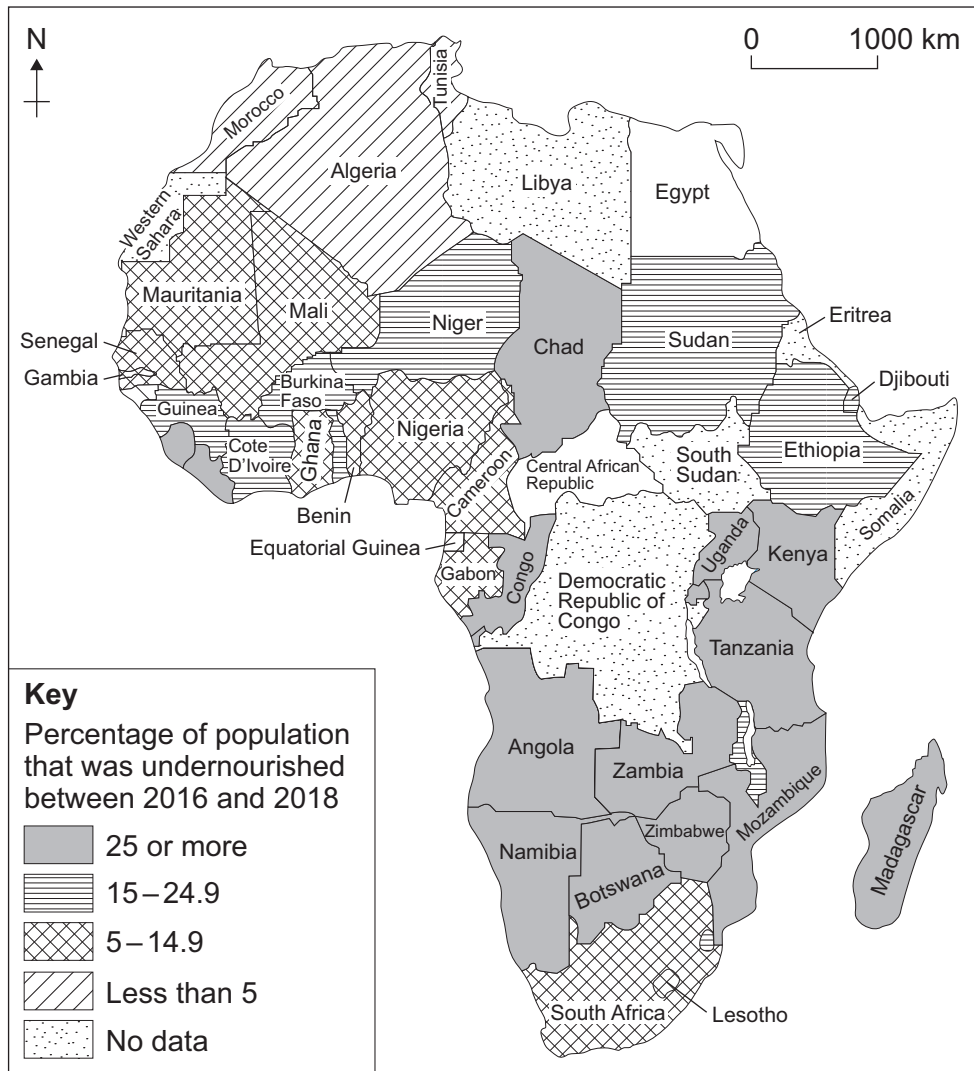 N
0 1000 km
Tunisia
Morocco
Algeria
Libya
Egypt
Western
Sahara
Mauritania
Mali
Niger
Chad
Sudan
Eritrea
Senegal
Gambia
Djibouti
Burkina
Faso
Guinea
Nigeria
Ghana
Cote
D'Ivoire
Benin
Cameroon
Central African
Republic
South
Sudan
Ethiopia
Somalia
Equatorial Guinea
Gabon
Congo
Uganda
Kenya
Democratic
Republic of
Congo
Tanzania
Angola
Zambia
Mozambique
Zimbabwe
Namibia
Botswana
Madagascar
South Africa
Lesotho
Key
Percentage of population
that was undernourished
between 2016 and 2018
25 or more
15–24.9
5–14.9
Less than 5
No data